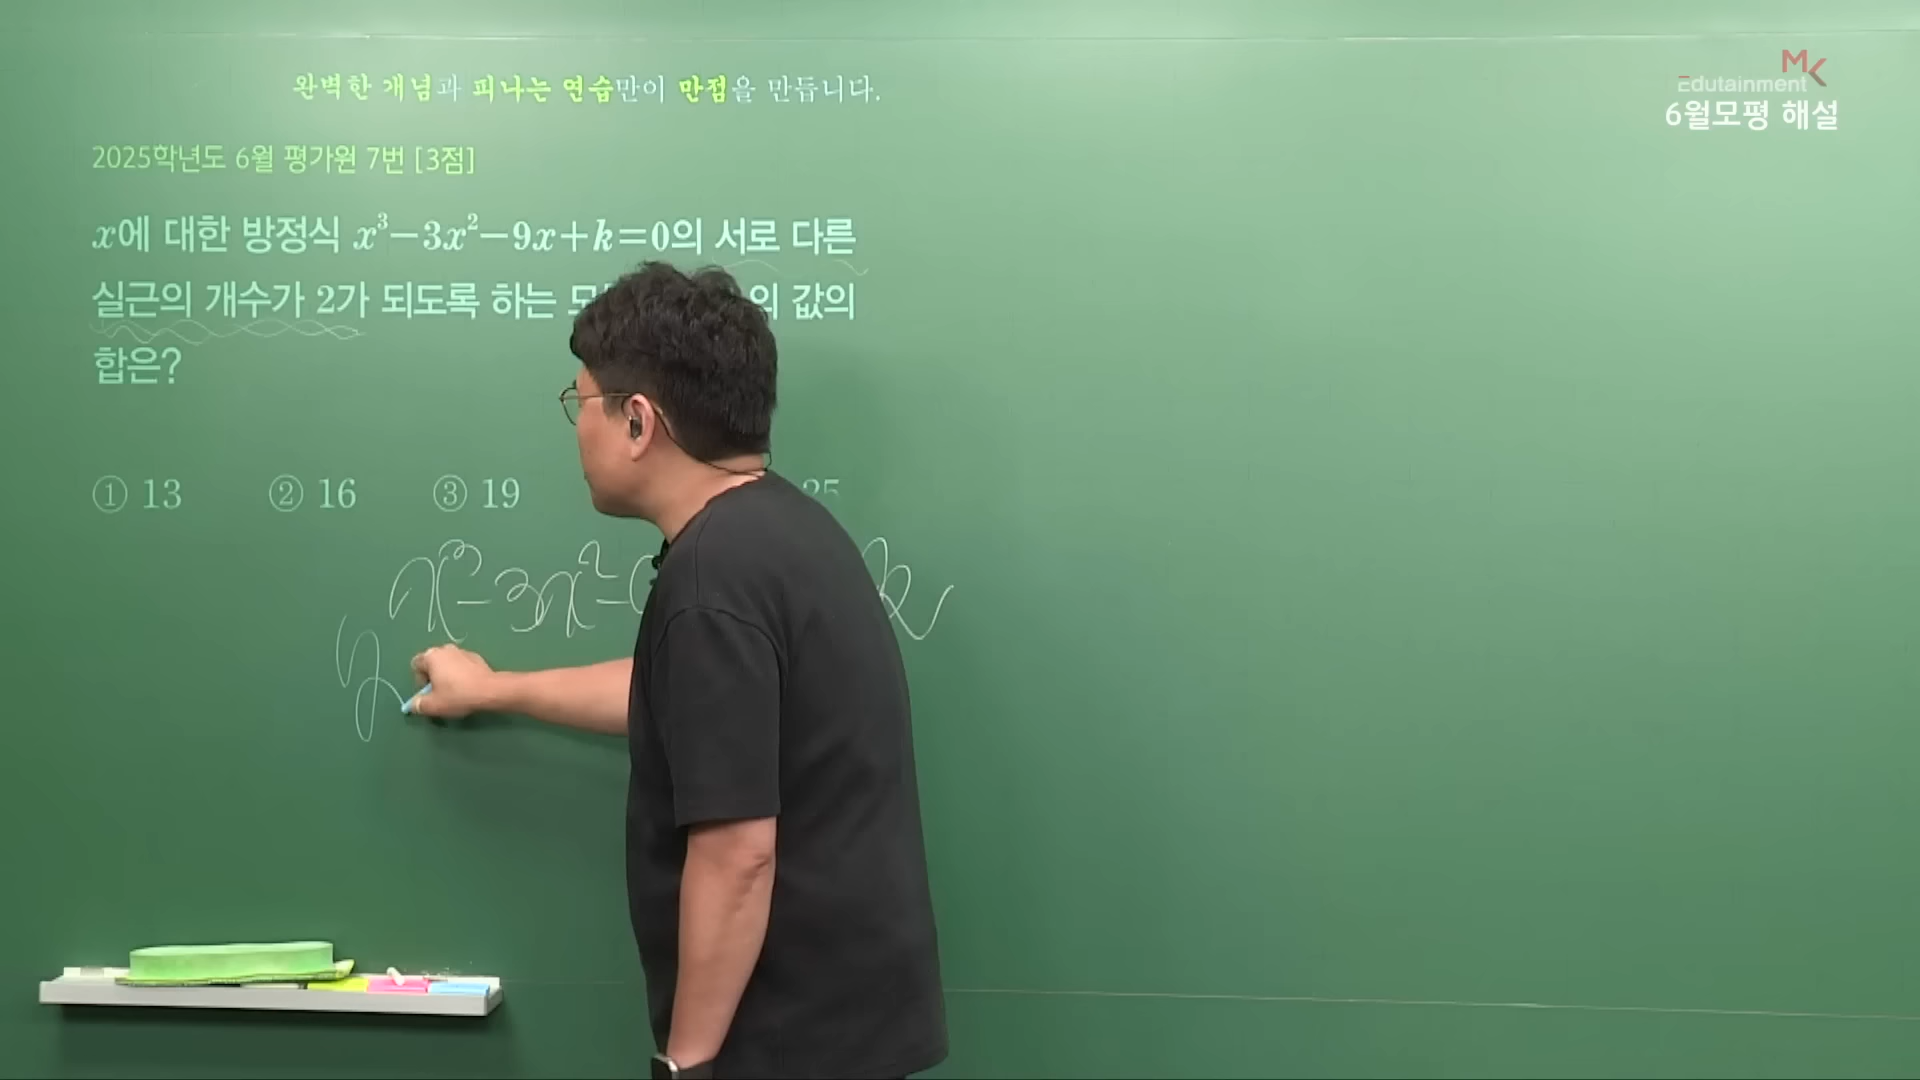 완벽한 개념과 피나는 연습만이 만점을 만듭니다.
MK
Edutainment
6월모평 해설
2025학년도 6월 평가원 7번 [3점]
x에 대한 방정식 x³−3x²−9x+k=0의 서로 다른
실근의 개수가 2가 되도록 하는 의 값의
합은?
① 13 ② 16 ③ 19 25
x³-3x²- k
y